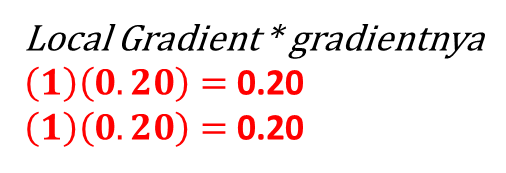 Local Gradient * gradientnya
(1)(0.20) = 0.20
(1)(0.20) = 0.20